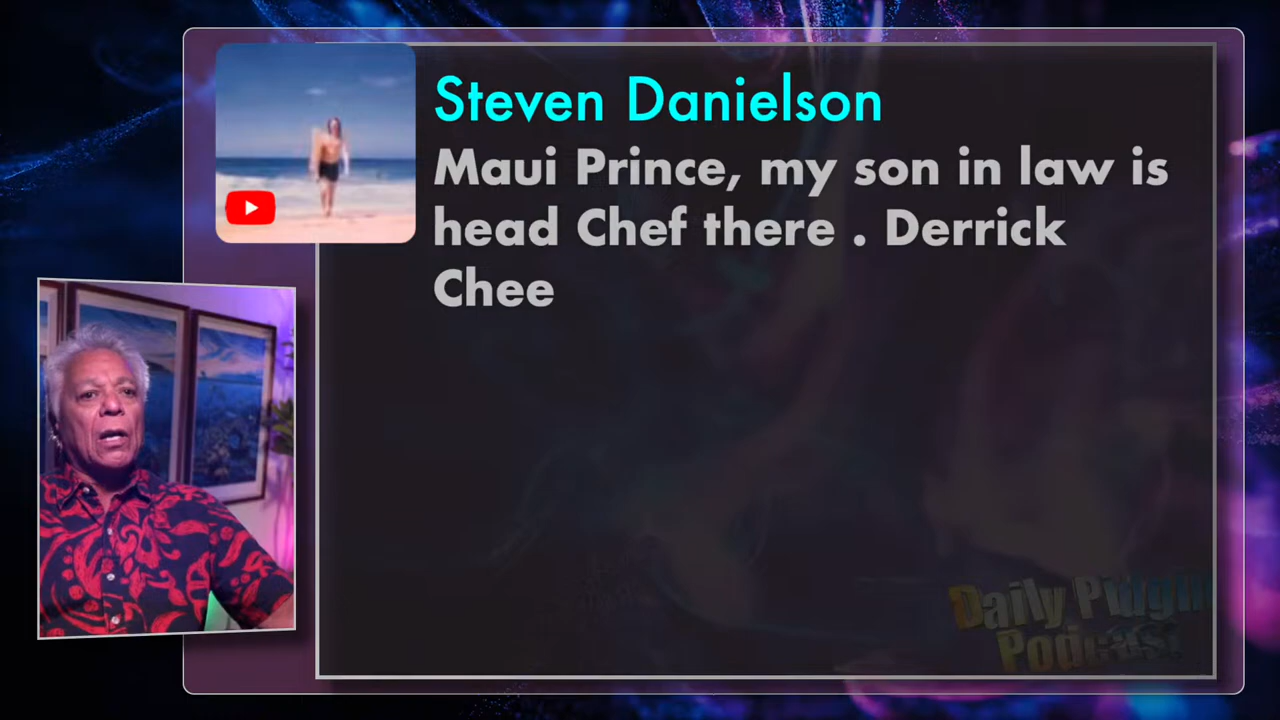 Steven Danielson
Maui Prince, my son in law is
head Chef there . Derrick
Chee
Daily Pidgin
Podcast